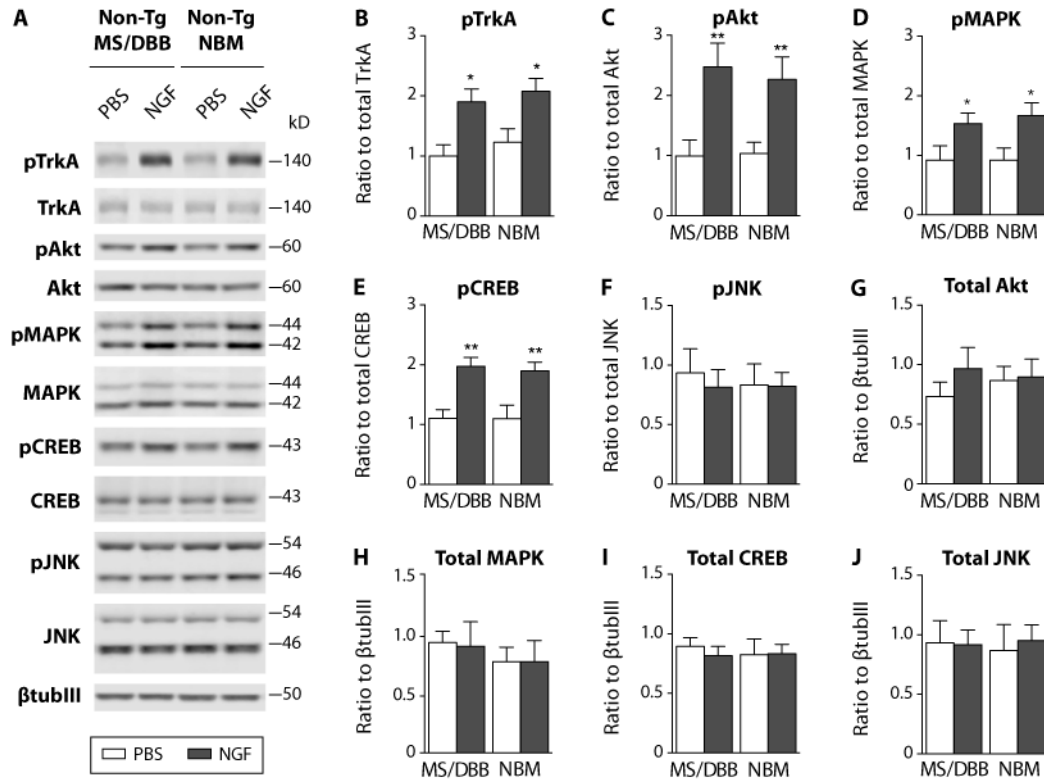 A
Non-Tg MS/DBB
Non-Tg NBM
PBS NGF PBS NGF
kD
pTrkA –140
TrkA –140
pAkt –60
Akt –60
pMAPK –44
–42
MAPK –44
–42
pCREB –43
CREB –43
pJNK –54
–46
JNK –54
–46
βtubIII –50
PBS NGF
B
pTrkA
Ratio to total TrkA
3
2
1
0
* *
MS/DBB NBM
C
pAkt
Ratio to total Akt
3
2
1
0
** **
MS/DBB NBM
D
pMAPK
Ratio to total MAPK
3
2
1
0
* *
MS/DBB NBM
E
pCREB
Ratio to total CREB
3
2
1
0
** **
MS/DBB NBM
F
pJNK
Ratio to total JNK
1.5
1.0
0.5
0
MS/DBB NBM
G
Total Akt
Ratio to βtubIII
1.5
1.0
0.5
0
MS/DBB NBM
H
Total MAPK
Ratio to βtubIII
1.5
1.0
0.5
0
MS/DBB NBM
I
Total CREB
Ratio to βtubIII
1.5
1.0
0.5
0
MS/DBB NBM
J
Total JNK
Ratio to βtubIII
1.5
1.0
0.5
0
MS/DBB NBM